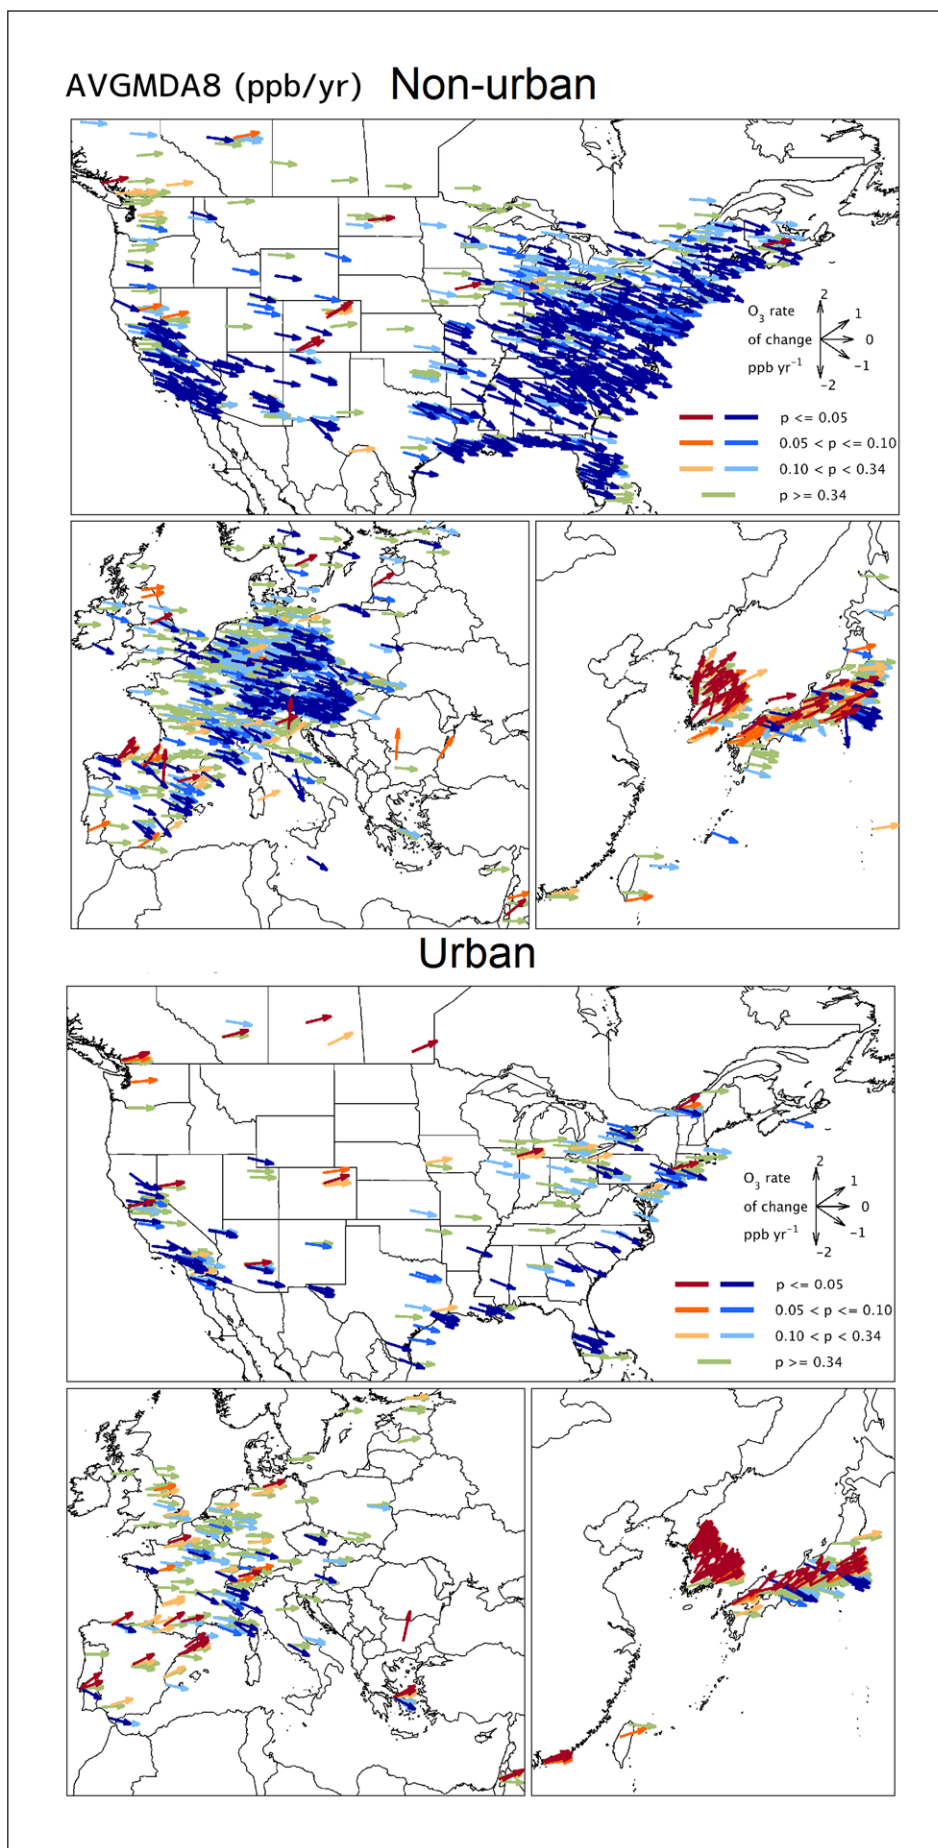 AVGMDA8 (ppb/yr) Non-urban
2
O₃ rate 1
of change 0
ppb yr⁻¹ -1
-2
p <= 0.05
0.05 < p <= 0.10
0.10 < p < 0.34
p >= 0.34
Urban
2
O₃ rate 1
of change 0
ppb yr⁻¹ -1
-2
p <= 0.05
0.05 < p <= 0.10
0.10 < p < 0.34
p >= 0.34